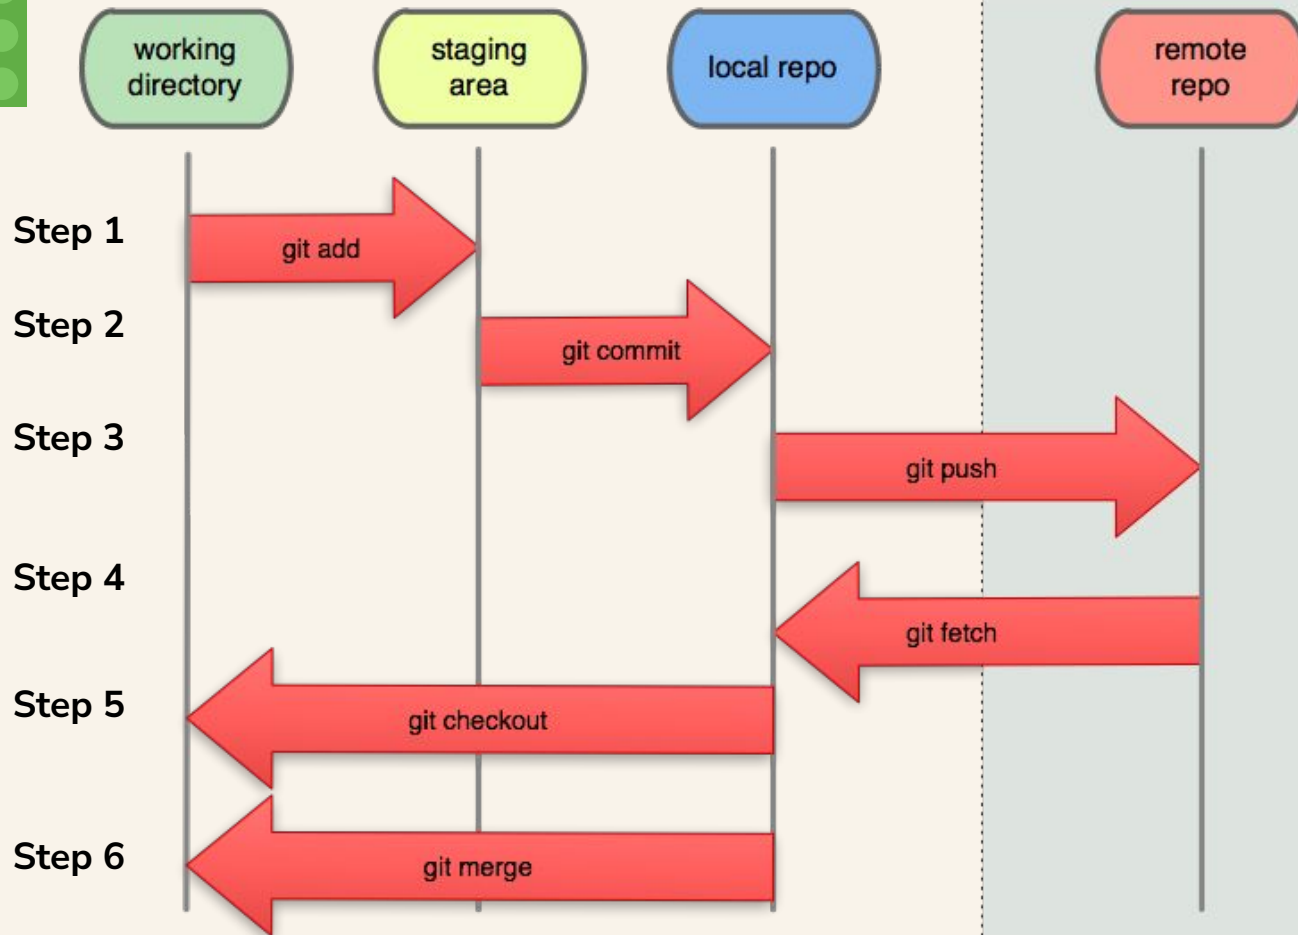 working
directory
staging
area
local repo
remote
repo
Step 1
git add
Step 2
git commit
Step 3
git push
Step 4
git fetch
Step 5
git checkout
Step 6
git merge